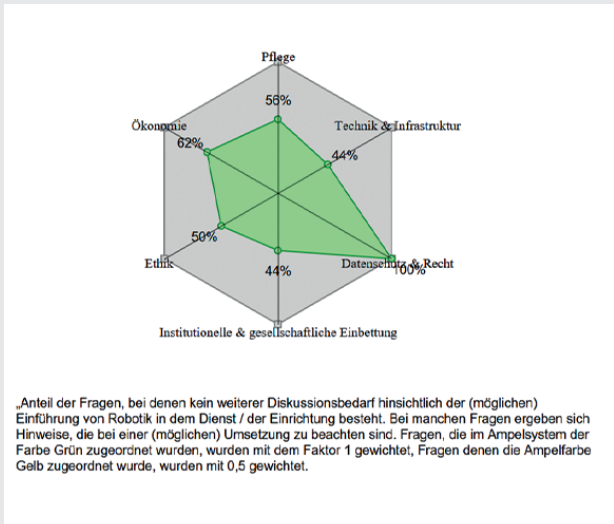 Pflege
56%
Ökonomie
Technik & Infrastruktur
62%
44%
50%
Ethik
44%
Datenschutz & Recht
100%
Institutionelle & gesellschaftliche Einbettung
„Anteil der Fragen, bei denen kein weiterer Diskussionsbedarf hinsichtlich der (möglichen)
Einführung von Robotik in dem Dienst / der Einrichtung besteht. Bei manchen Fragen ergeben sich
Hinweise, die bei einer (möglichen) Umsetzung zu beachten sind. Fragen, die im Ampelsystem der
Farbe Grün zugeordnet wurden, wurden mit dem Faktor 1 gewichtet, Fragen denen die Ampelfarbe
Gelb zugeordnet wurde, wurden mit 0,5 gewichtet.